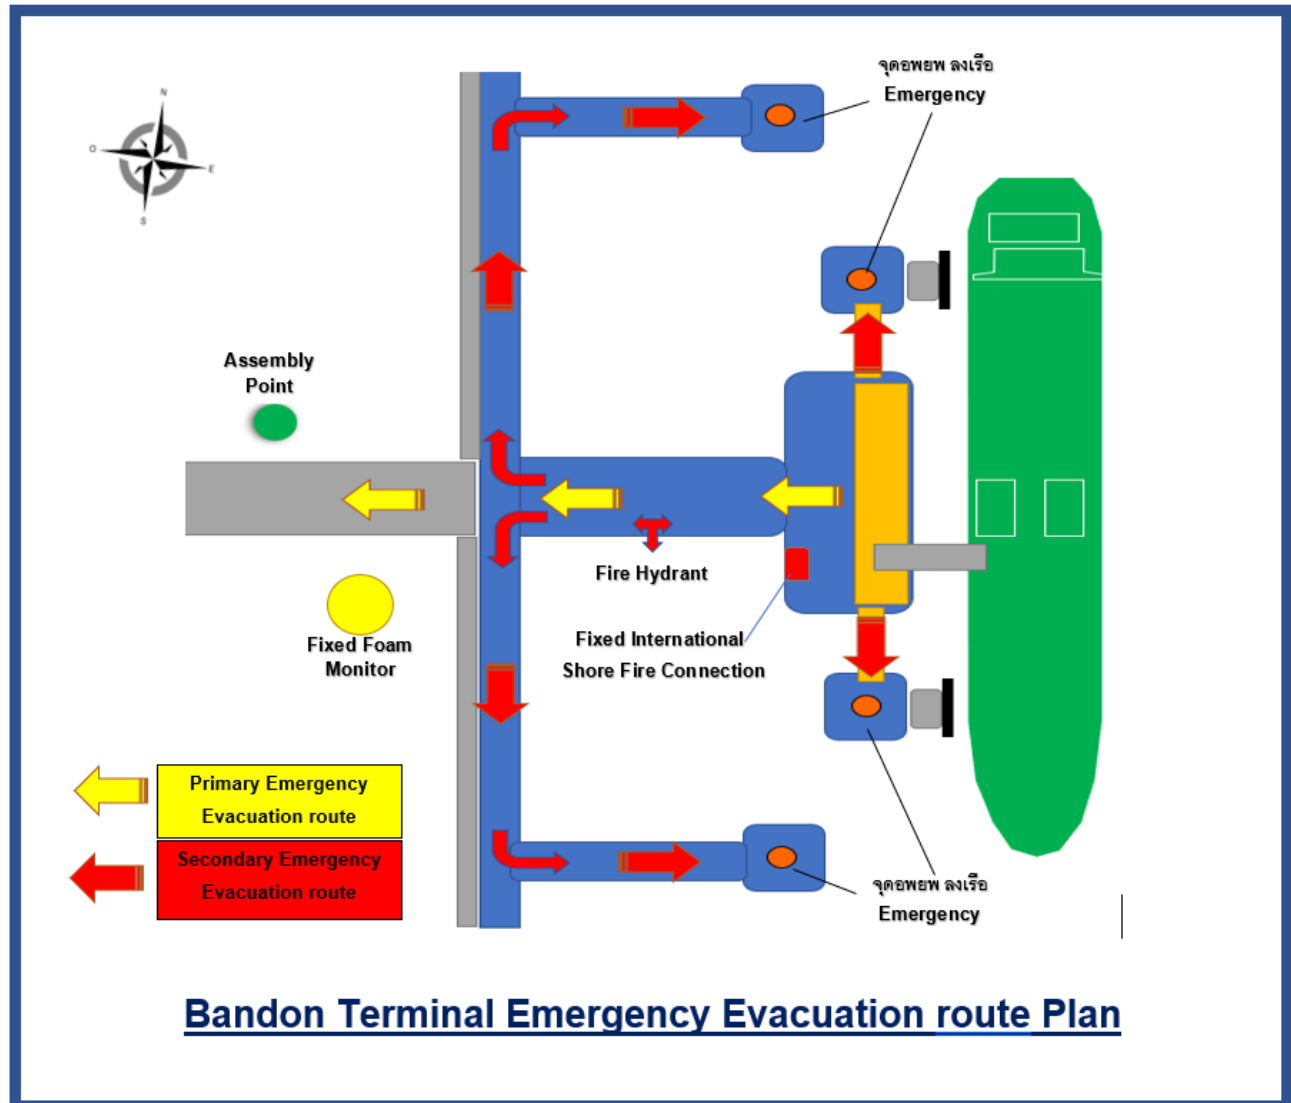 จุดอพยพ ลงเรือ
Emergency
N
O
E
S
Assembly
Point
Fire Hydrant
Fixed International
Shore Fire Connection
Fixed Foam
Monitor
Primary Emergency
Evacuation route
Secondary Emergency
Evacuation route
จุดอพยพ ลงเรือ
Emergency
Bandon Terminal Emergency Evacuation route Plan